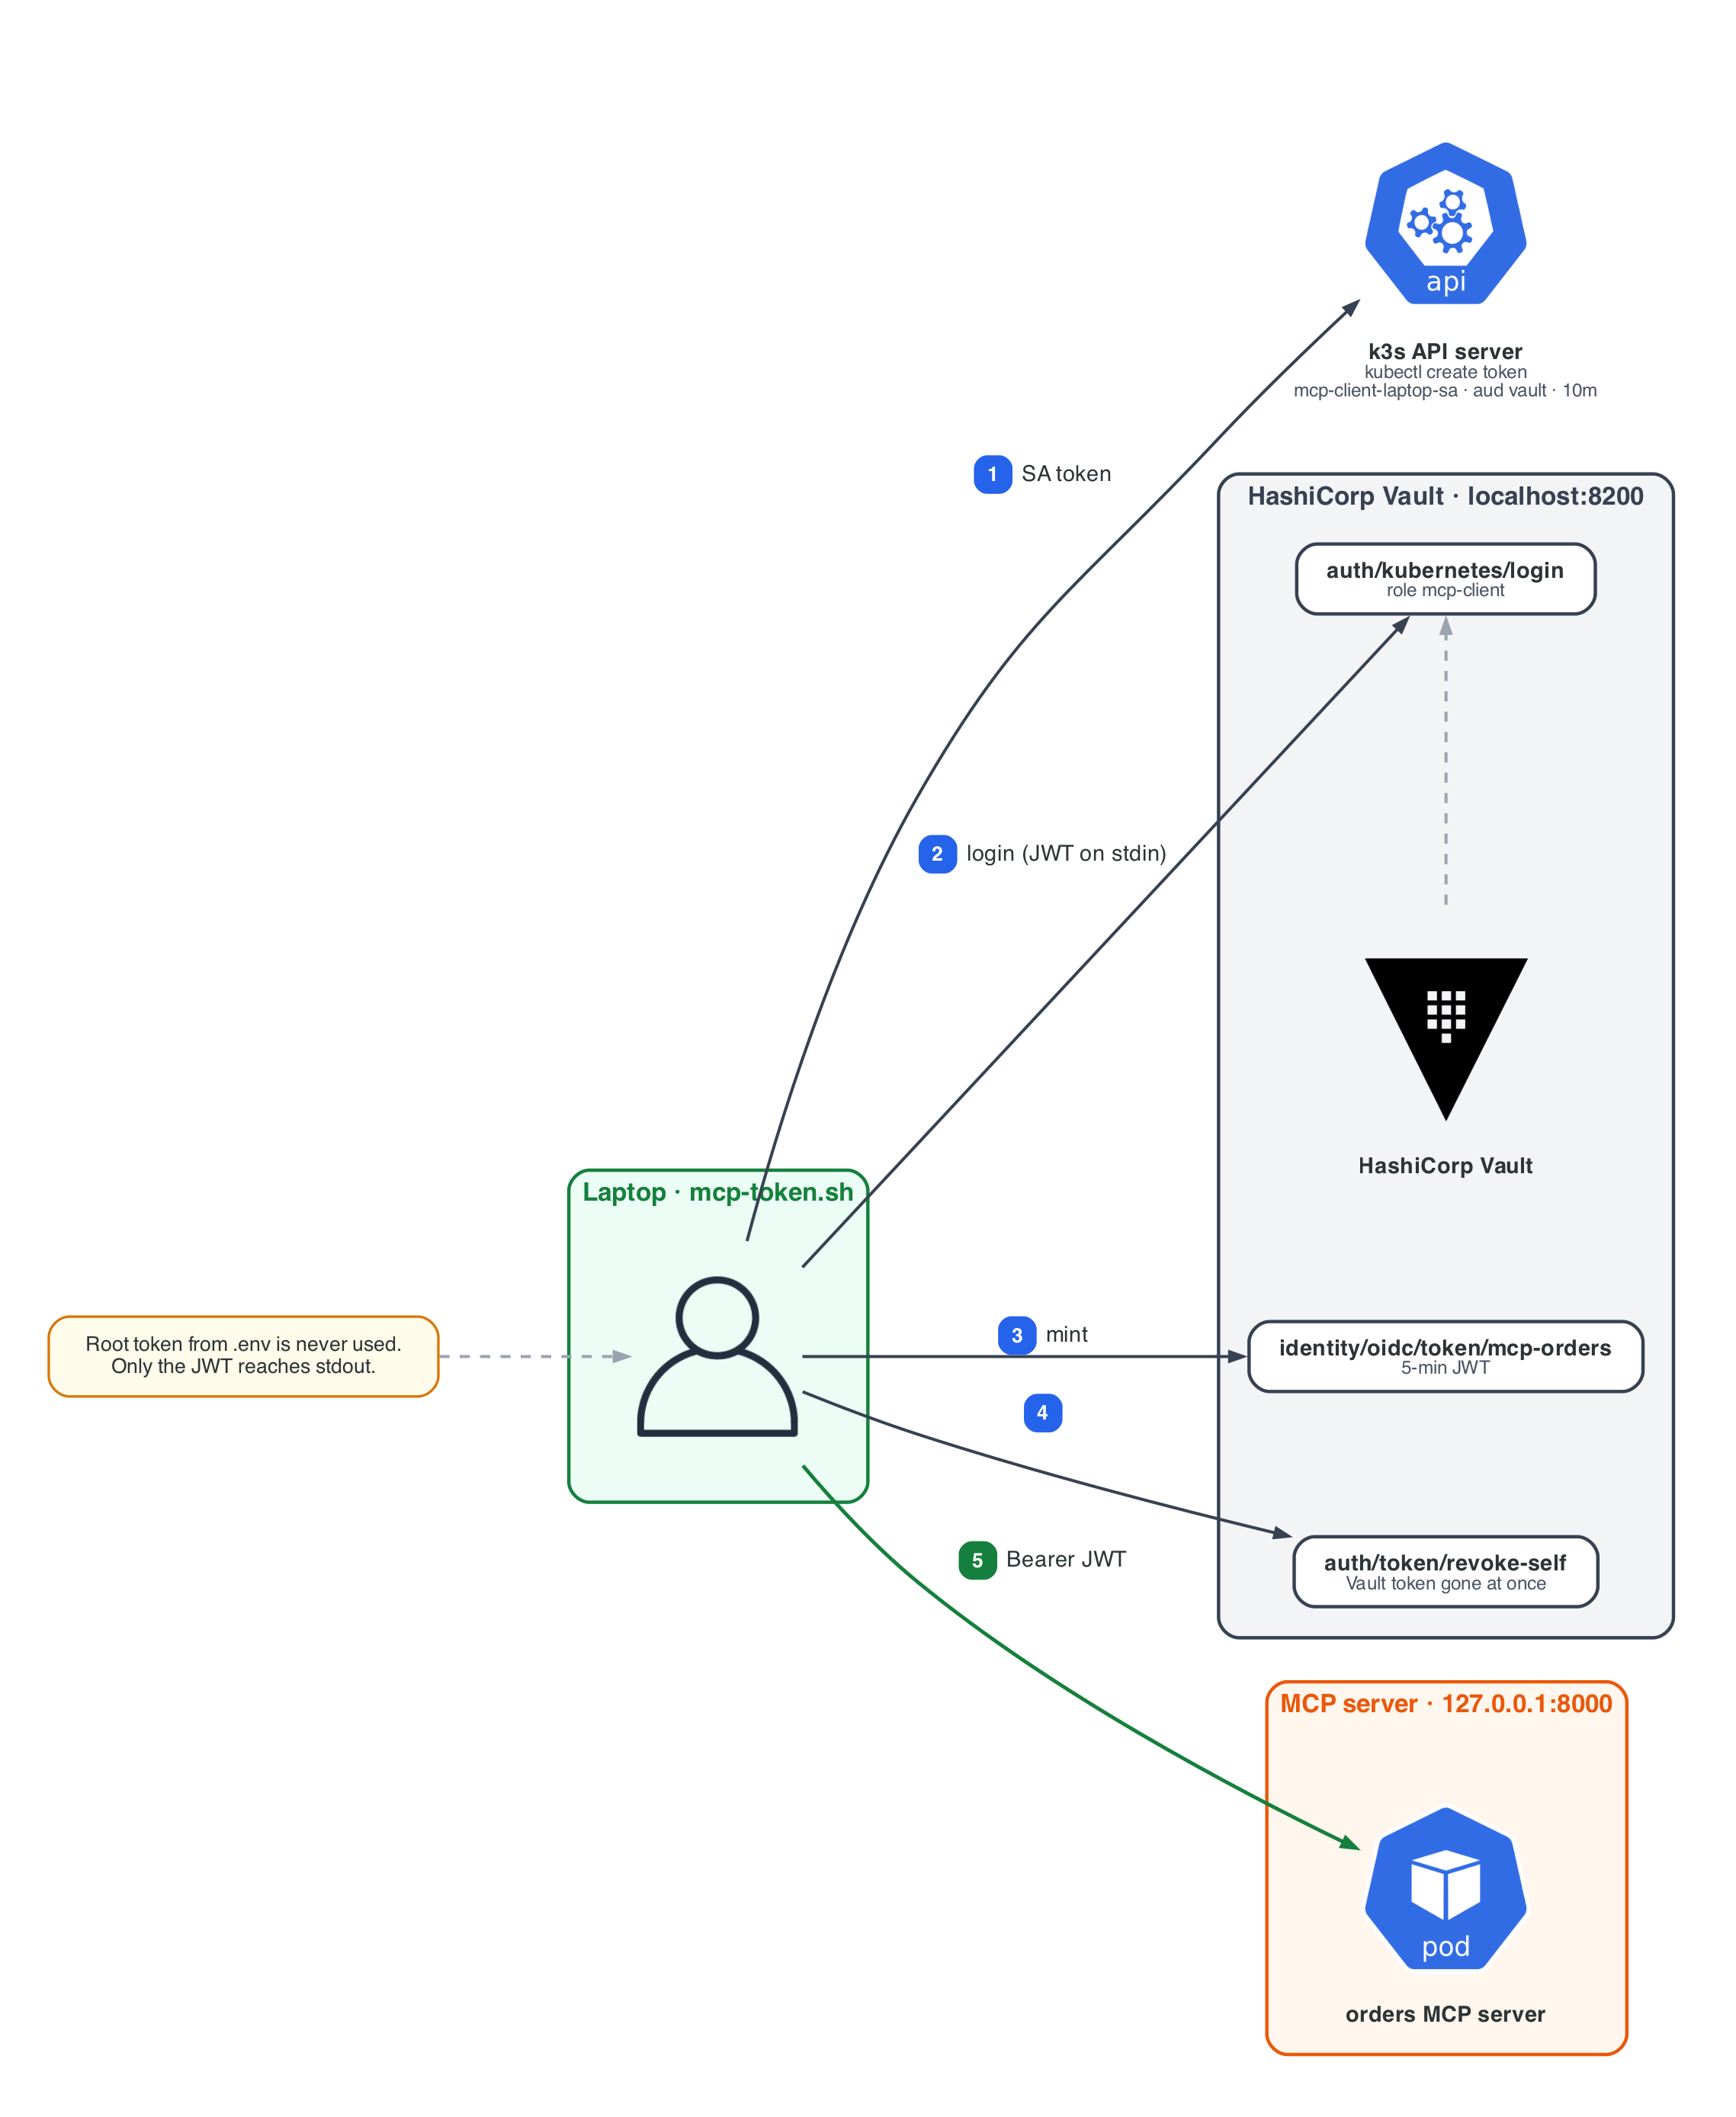 api
k3s API server
kubectl create token
mcp-client-laptop-sa · aud vault · 10m
1 SA token
HashiCorp Vault · localhost:8200
auth/kubernetes/login
role mcp-client
2 login (JWT on stdin)
HashiCorp Vault
Laptop · mcp-token.sh
Root token from .env is never used.
Only the JWT reaches stdout.
3 mint
identity/oidc/token/mcp-orders
5-min JWT
4
auth/token/revoke-self
Vault token gone at once
5 Bearer JWT
MCP server · 127.0.0.1:8000
pod
orders MCP server